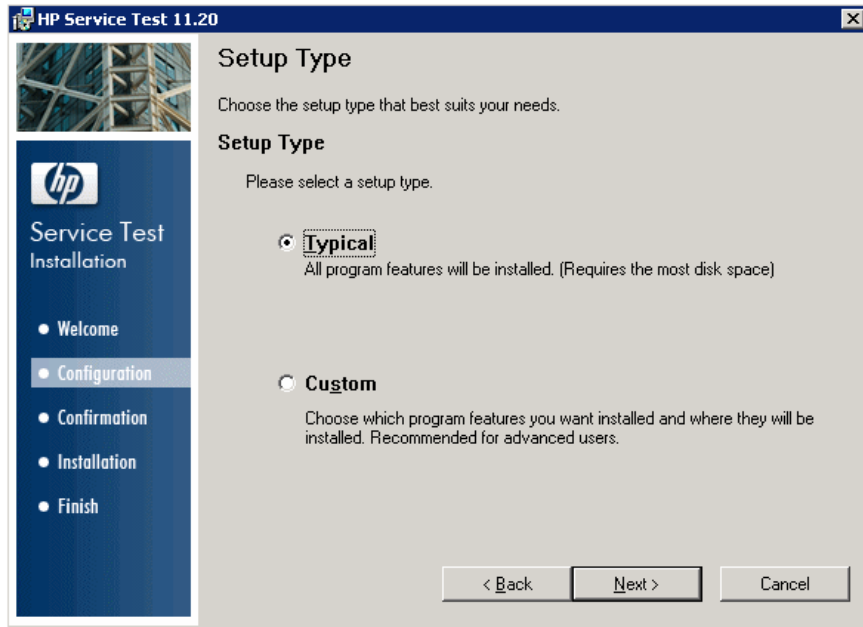 HP Service Test 11.20
Setup Type
Choose the setup type that best suits your needs.
Setup Type
Please select a setup type.
Typical
All program features will be installed. (Requires the most disk space)
Custom
Choose which program features you want installed and where they will be
installed. Recommended for advanced users.
hp
Service Test
Installation
Welcome
Configuration
Confirmation
Installation
Finish
< Back
Next >
Cancel